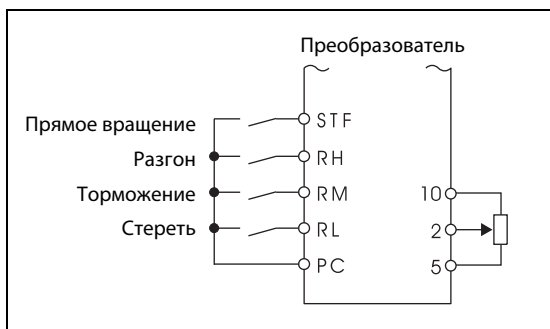 Преобразователь
Прямое вращение STF
Разгон RH
Торможение RM 10
Стереть RL 2
PC 5